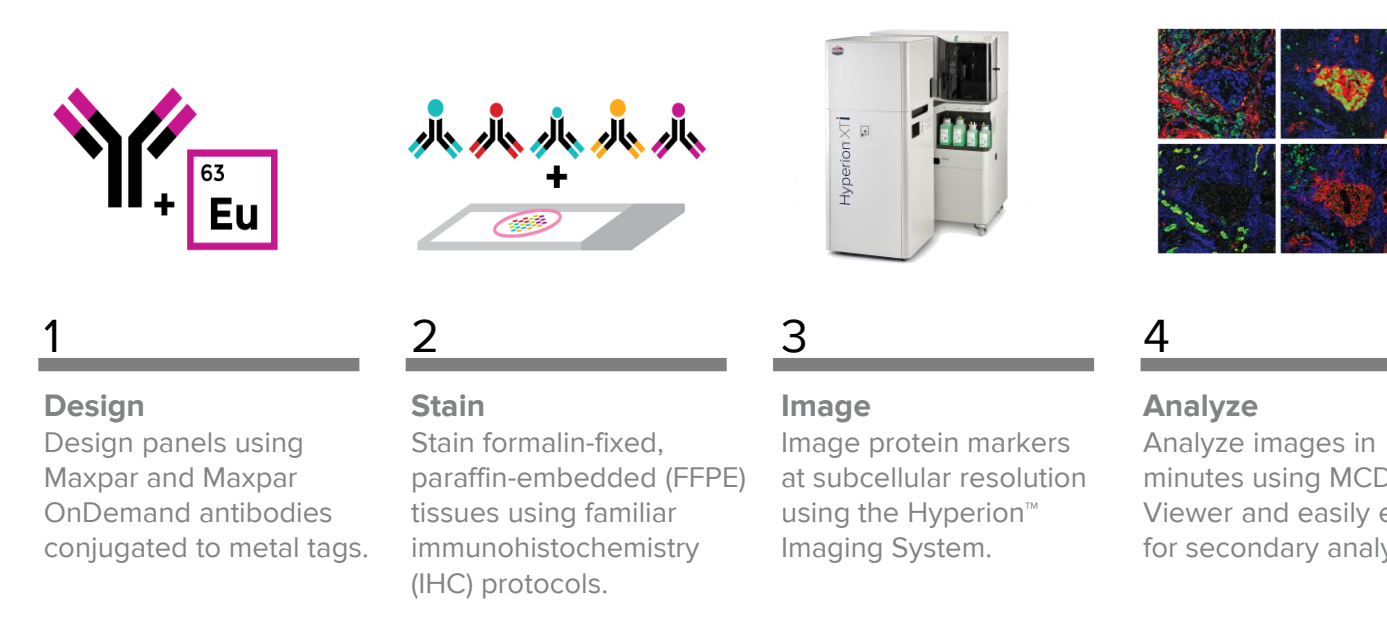 63
Eu
+
+
Hyperion XTi
1
Design
Design panels using
Maxpar and Maxpar
OnDemand antibodies
conjugated to metal tags.
2
Stain
Stain formalin-fixed,
paraffin-embedded (FFPE)
tissues using familiar
immunohistochemistry
(IHC) protocols.
3
Image
Image protein markers
at subcellular resolution
using the Hyperion™
Imaging System.
4
Analyze
Analyze images in
minutes using MCD
Viewer and easily
for secondary